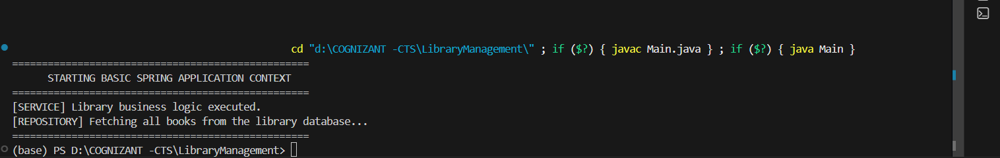 cd "d:\COGNIZANT -CTS\LibraryManagement\" ; if ($?) { javac Main.java } ; if ($?) { java Main }
==================================================
STARTING BASIC SPRING APPLICATION CONTEXT
==================================================
[SERVICE] Library business logic executed.
[REPOSITORY] Fetching all books from the library database...
==================================================
(base) PS D:\COGNIZANT -CTS\LibraryManagement>